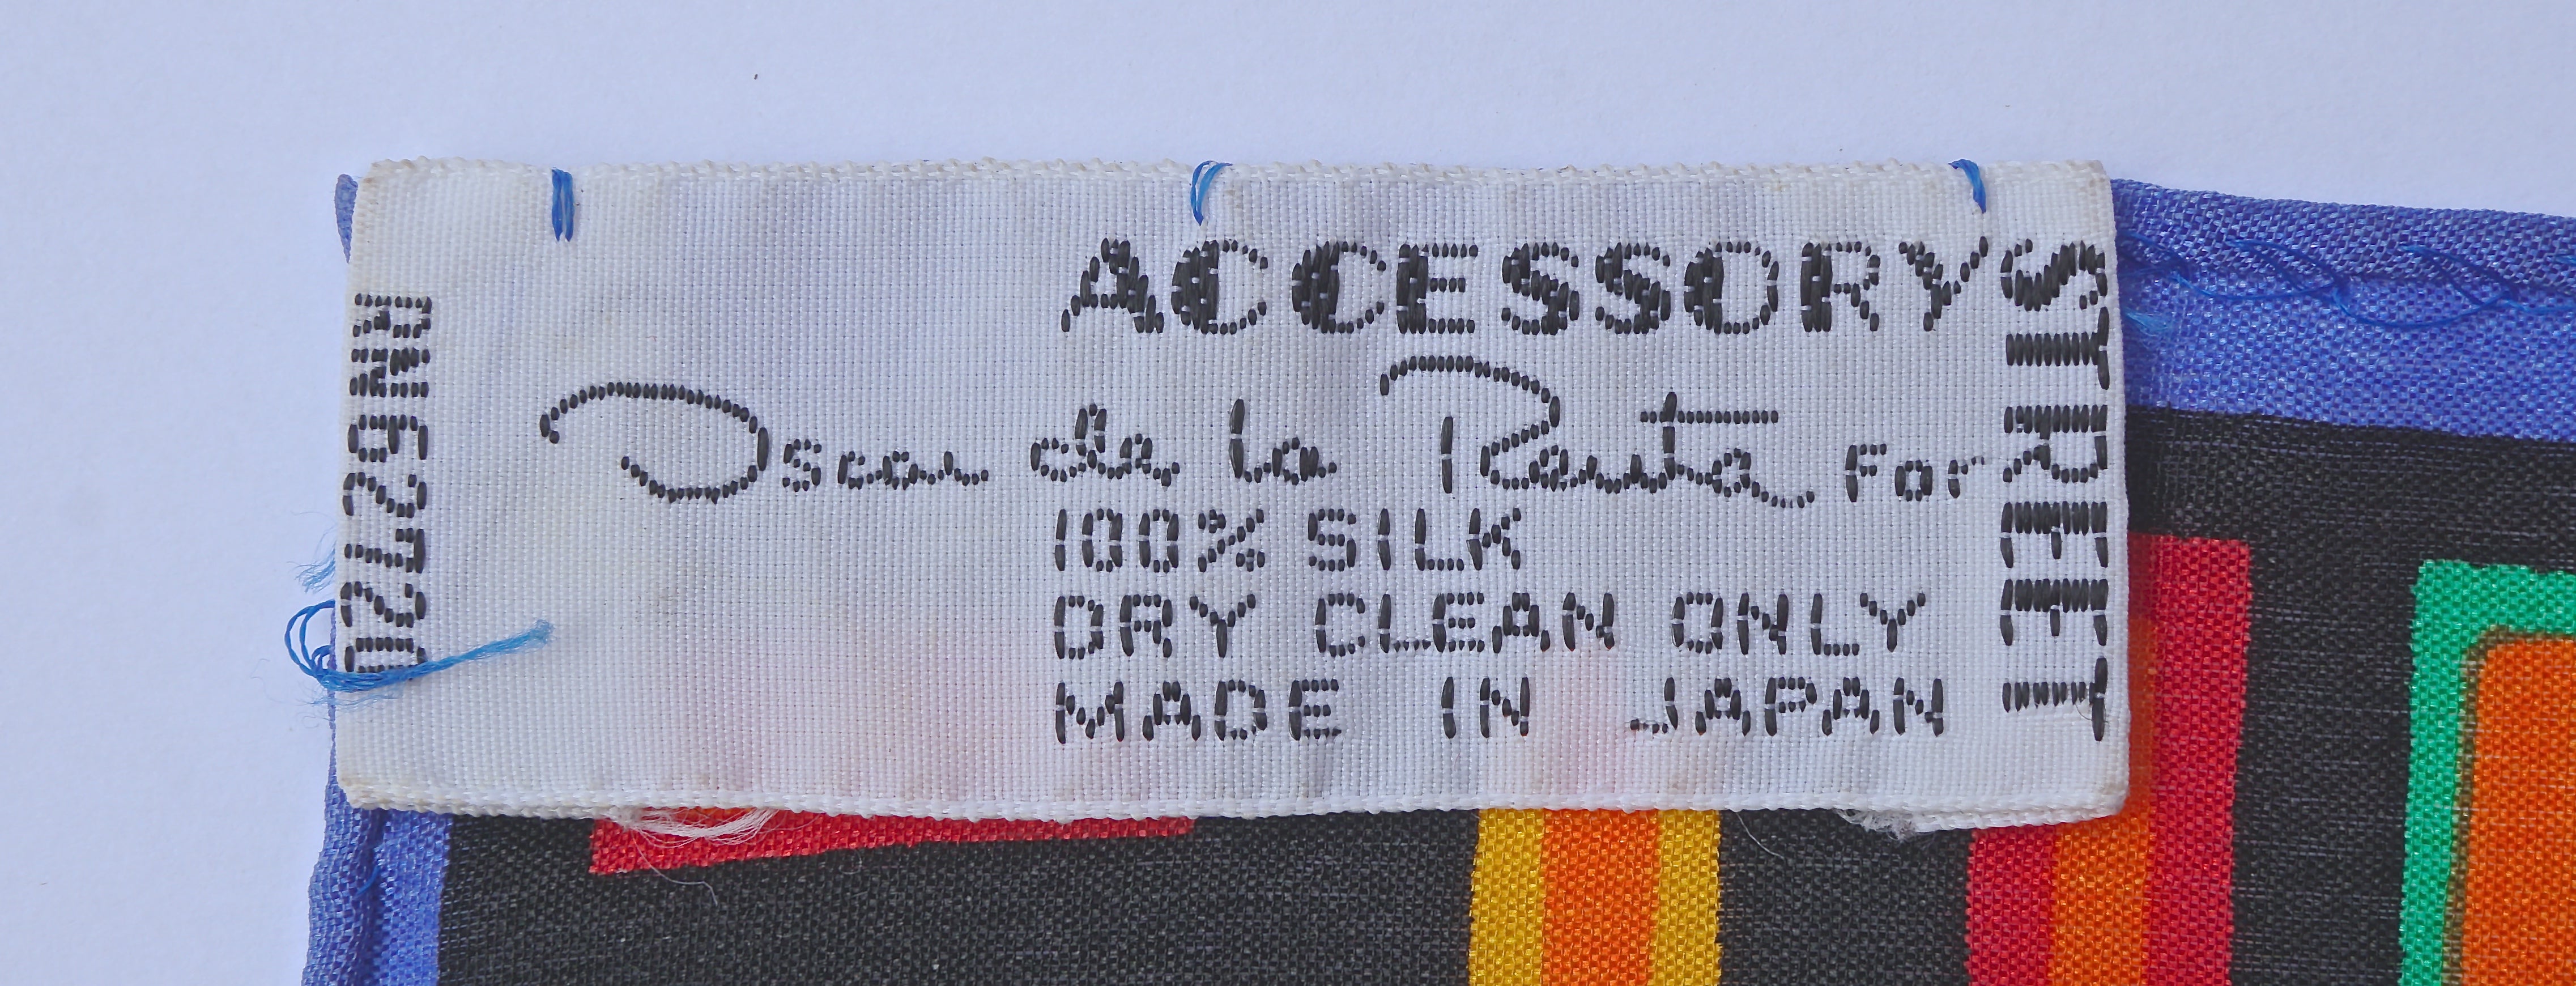 ACCESSORY
STREET
Oscar de la Renta For
100% SILK
DRY CLEAN ONLY
MADE IN JAPAN